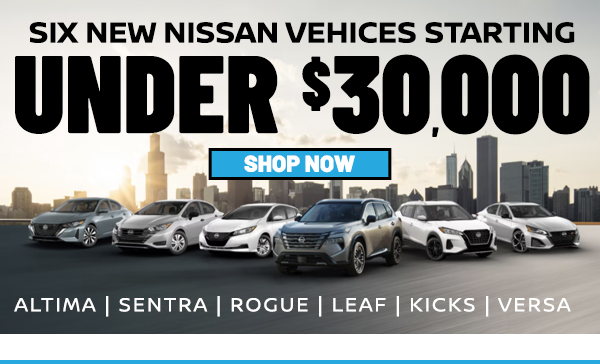 SIX NEW NISSAN VEHICES STARTING
UNDER $30,000
SHOP NOW
ALTIMA | SENTRA | ROGUE | LEAF | KICKS | VERSA